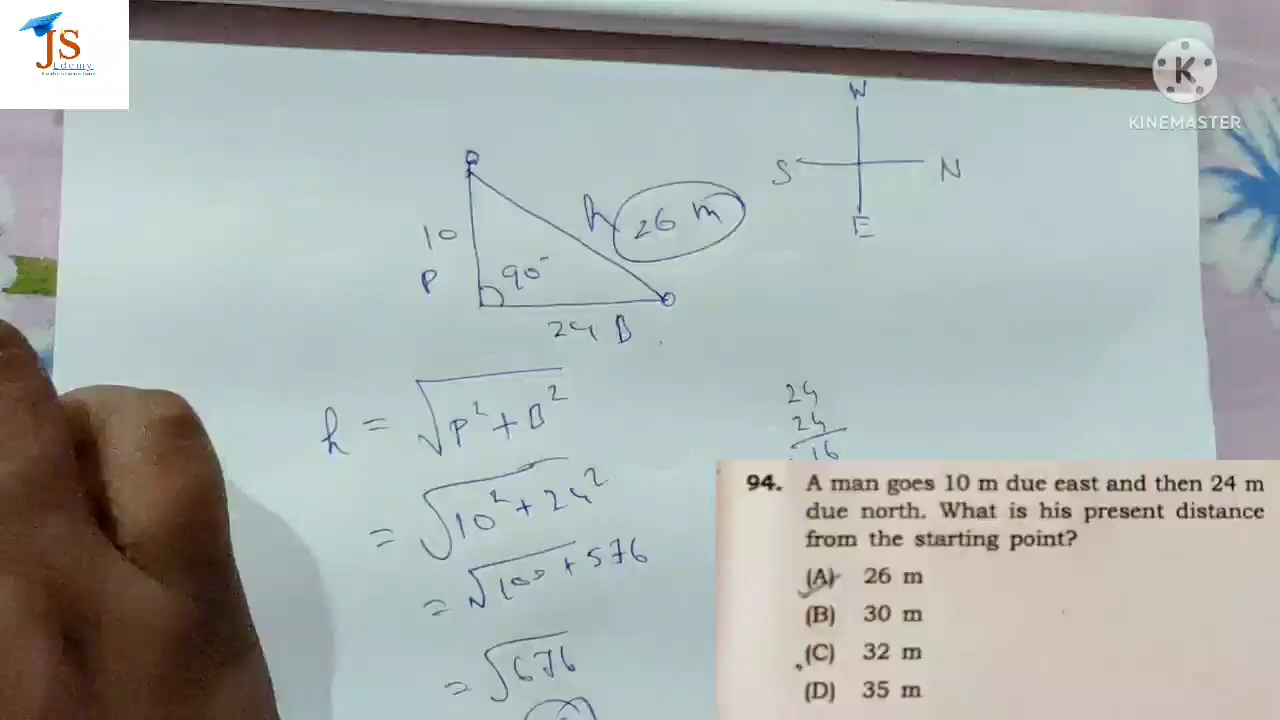 JS
Edemy
KINEMASTER
W
S N
E
10
P
90°
h 26 m
24 B
h = √P² + B²
= √10² + 24²
= √100 + 576
= √676
24
24
16
94. A man goes 10 m due east and then 24 m
due north. What is his present distance
from the starting point?
(A) 26 m
(B) 30 m
(C) 32 m
(D) 35 m